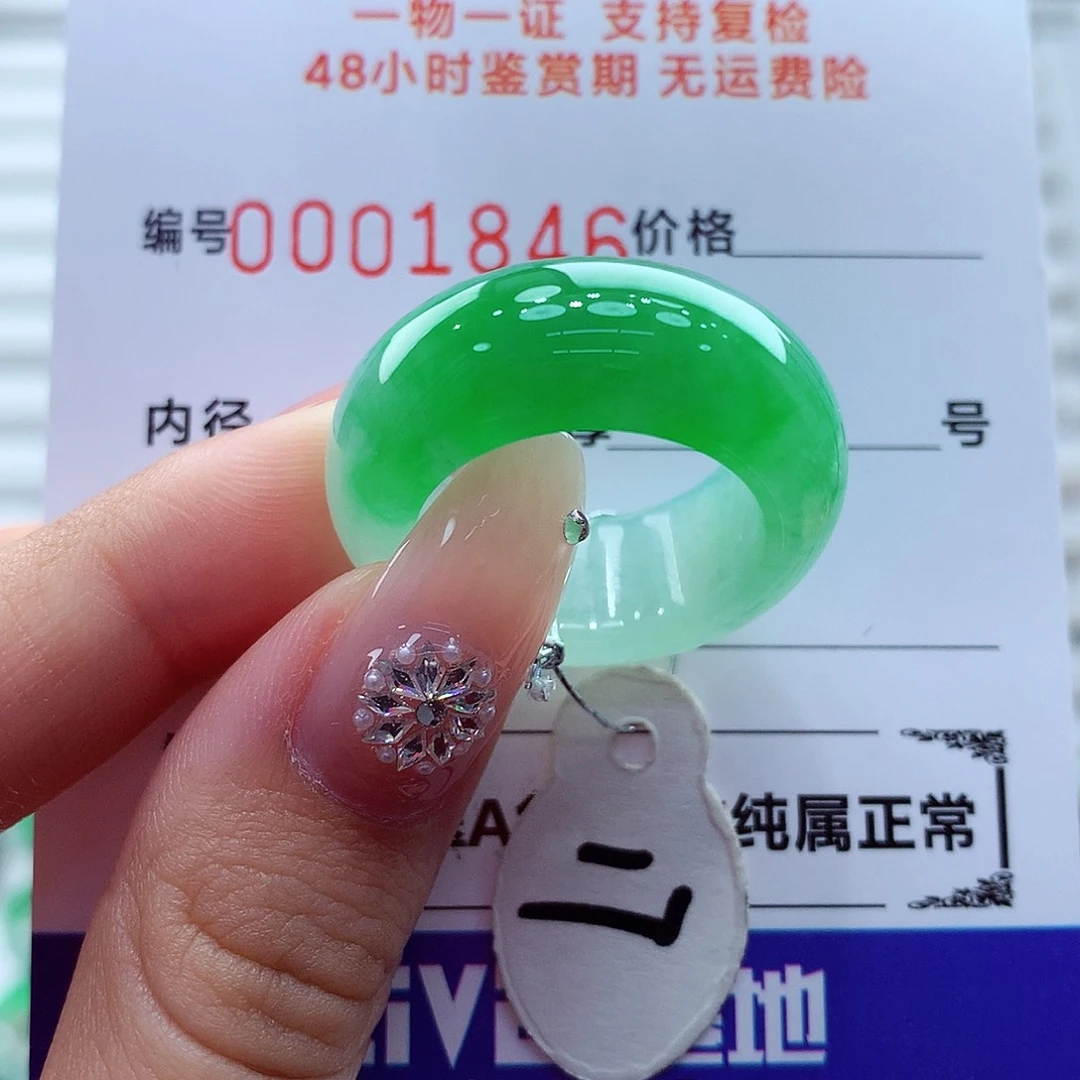 一物一证 支持复检
48小时鉴赏期 无运费险
编号0001846价格
内径 号
A 纯属正常
二
iV 地